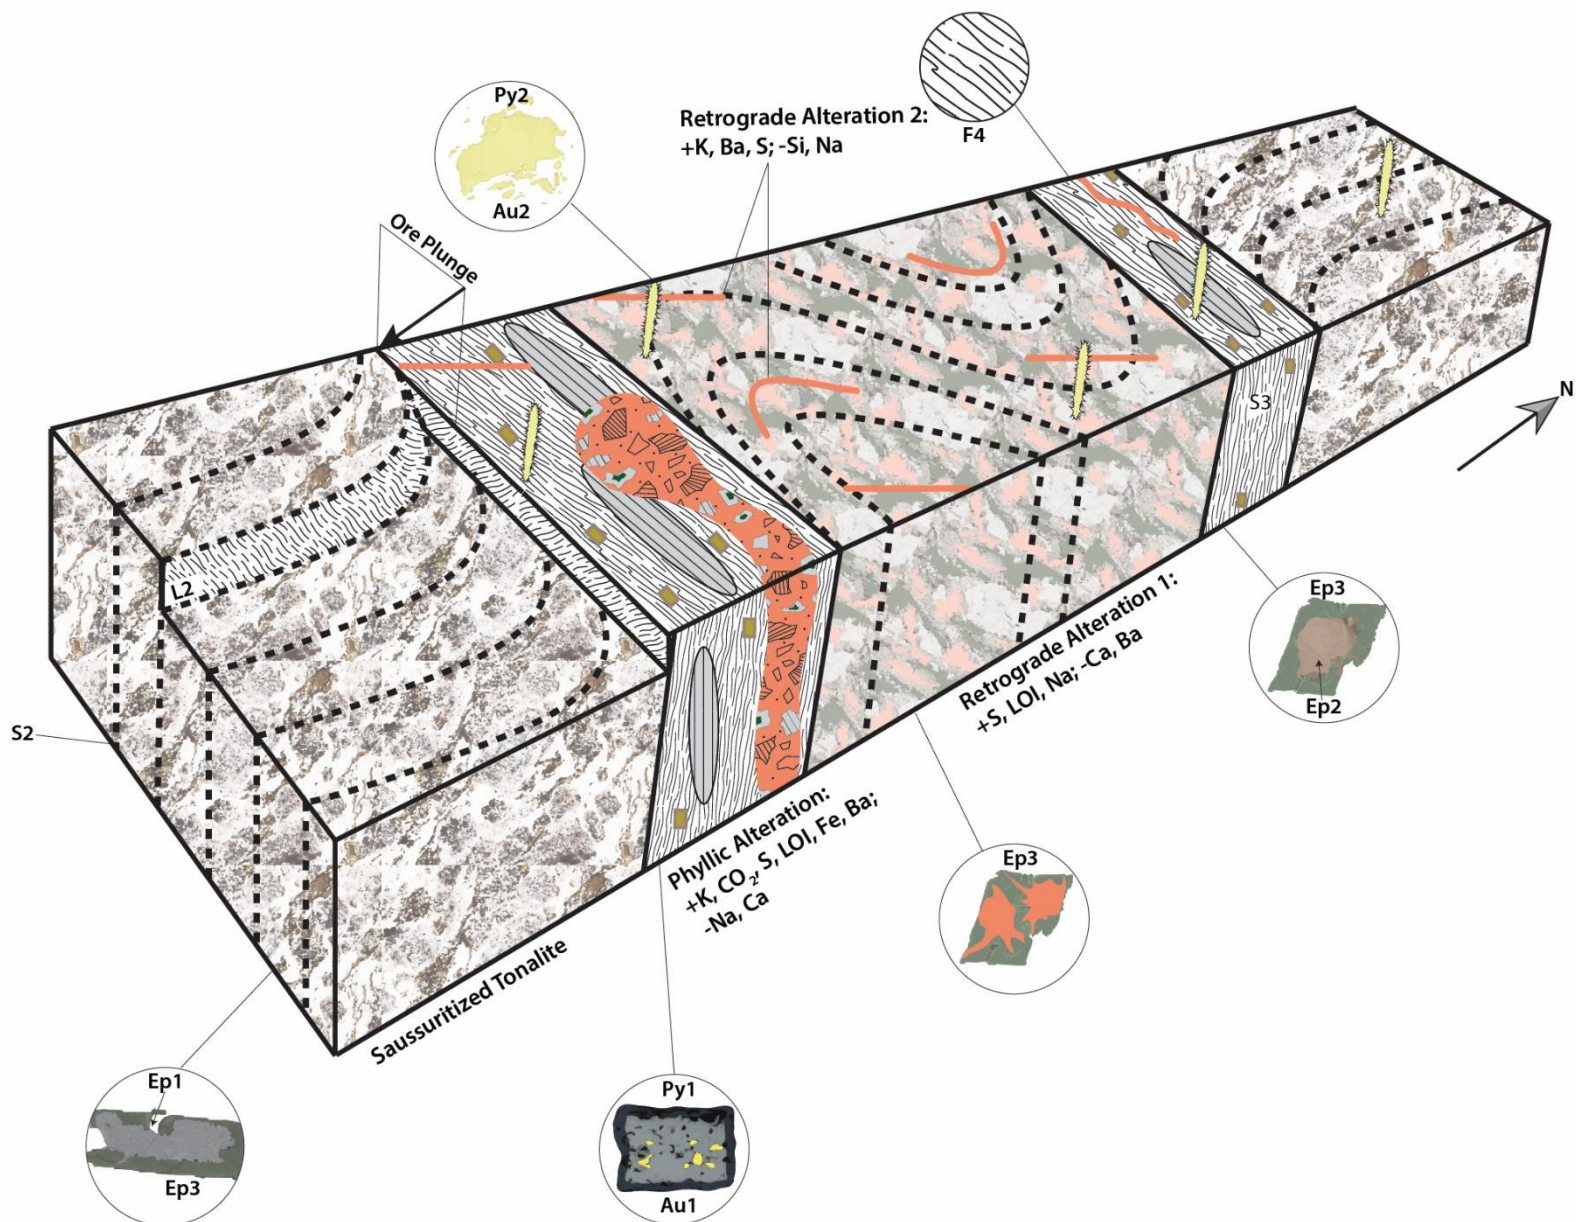 Py2
Au2
Retrograde Alteration 2:
+K, Ba, S; -Si, Na
F4
Ore Plunge
N
S3
L2
S2
Ep3
Ep2
Retrograde Alteration 1:
+S, LOI, Na; -Ca, Ba
Phyllic Alteration:
+K, CO₂, S, LOI, Fe, Ba;
-Na, Ca
Ep3
Saussuritized Tonalite
Ep1
Ep3
Py1
Au1